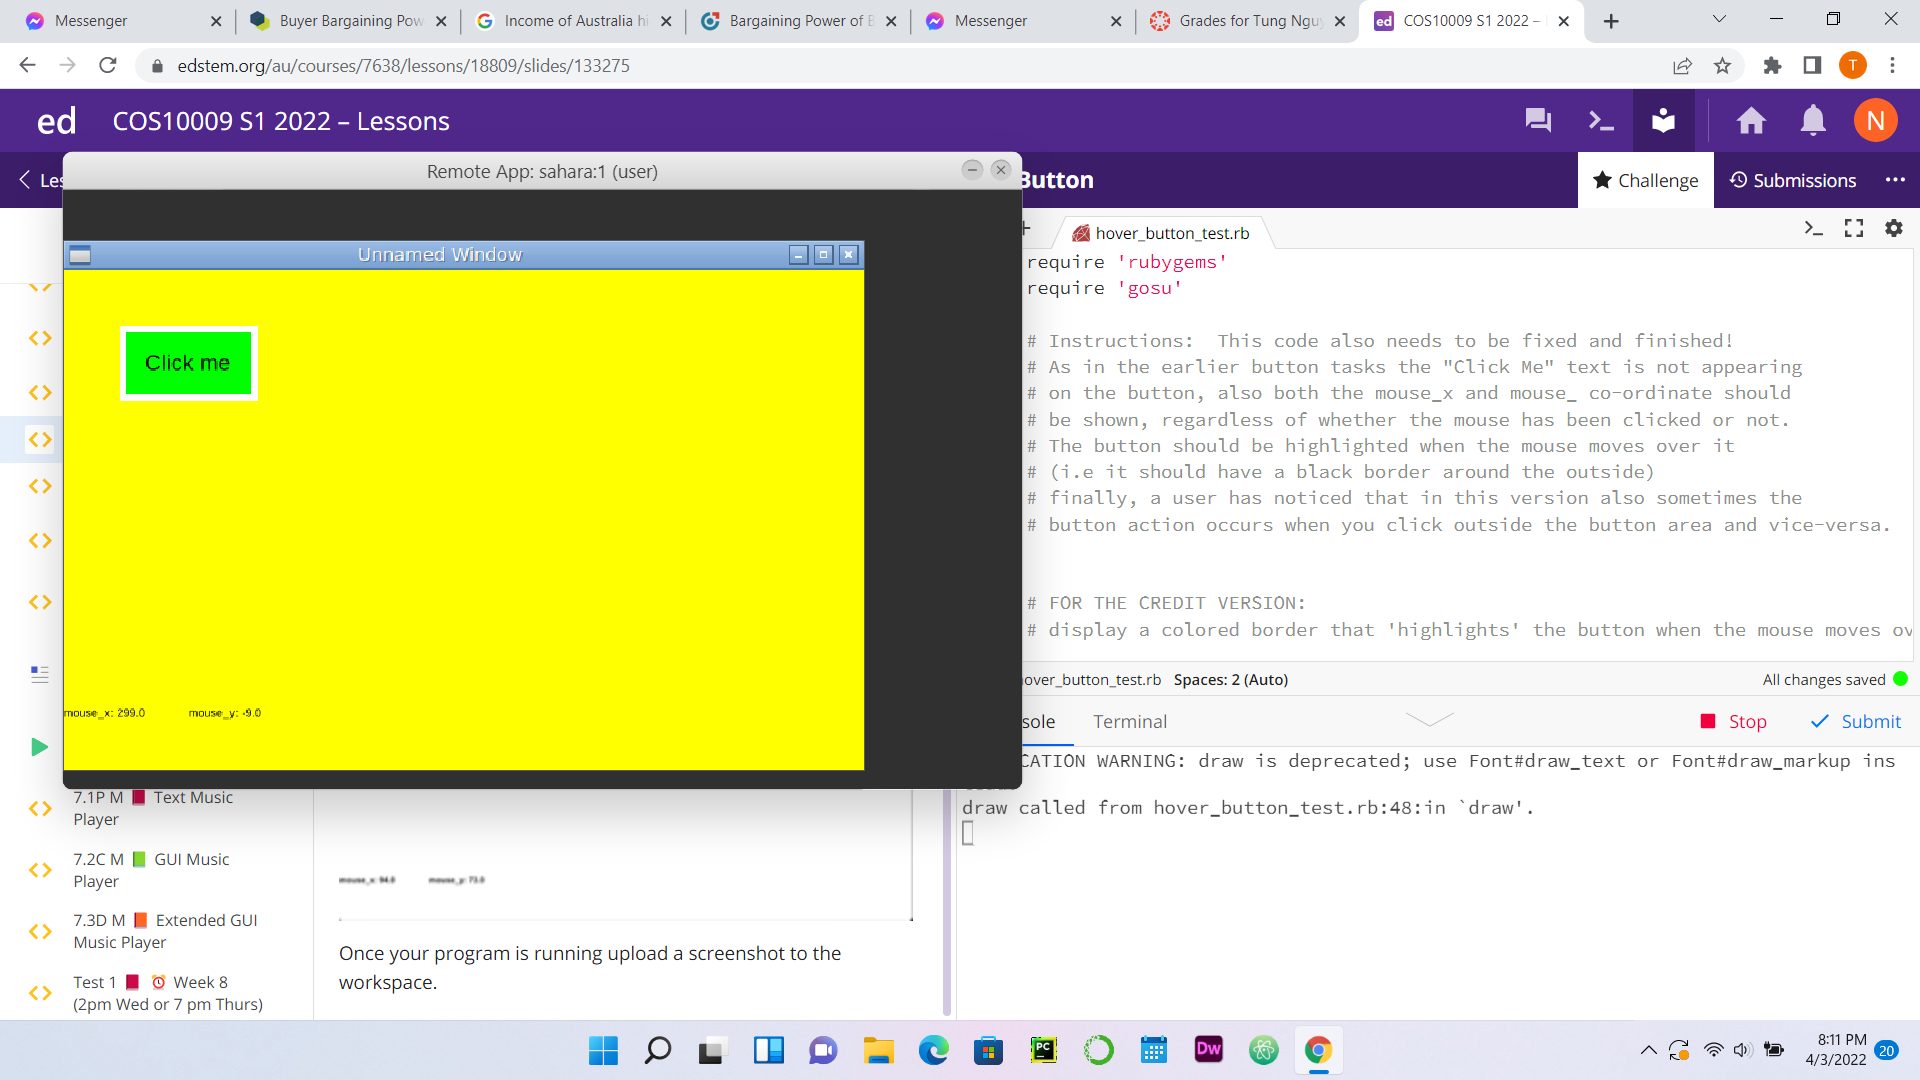 Messenger
Buyer Bargaining Pow
Income of Australia hi
Bargaining Power of B
Messenger
Grades for Tung Ngu
COS10009 S1 2022 –
edstem.org/au/courses/7638/lessons/18809/slides/133275
T
ed COS10009 S1 2022 – Lessons
N
Les
Remote App: sahara:1 (user)
Button
Challenge
Submissions
Unnamed Window
Click me
mouse_x: 299.0 mouse_y: -9.0
hover_button_test.rb
require 'rubygems'
require 'gosu'
# Instructions:  This code also needs to be fixed and finished!
# As in the earlier button tasks the "Click Me" text is not appearing
# on the button, also both the mouse_x and mouse_ co-ordinate should
# be shown, regardless of whether the mouse has been clicked or not.
# The button should be highlighted when the mouse moves over it
# (i.e it should have a black border around the outside)
# finally, a user has noticed that in this version also sometimes the
# button action occurs when you click outside the button area and vice-versa.
# FOR THE CREDIT VERSION:
# display a colored border that 'highlights' the button when the mouse moves ov
hover_button_test.rb Spaces: 2 (Auto)
All changes saved
sole Terminal
Stop
Submit
CATION WARNING: draw is deprecated; use Font#draw_text or Font#draw_markup ins
draw called from hover_button_test.rb:48:in `draw'.
7.1P M Text Music
Player
7.2C M GUI Music
Player
7.3D M Extended GUI
Music Player
Test 1 Week 8
(2pm Wed or 7 pm Thurs)
mouse_x: 94.0 mouse_y: 73.0
Once your program is running upload a screenshot to the
workspace.
PC
Dw
8:11 PM
4/3/2022
20